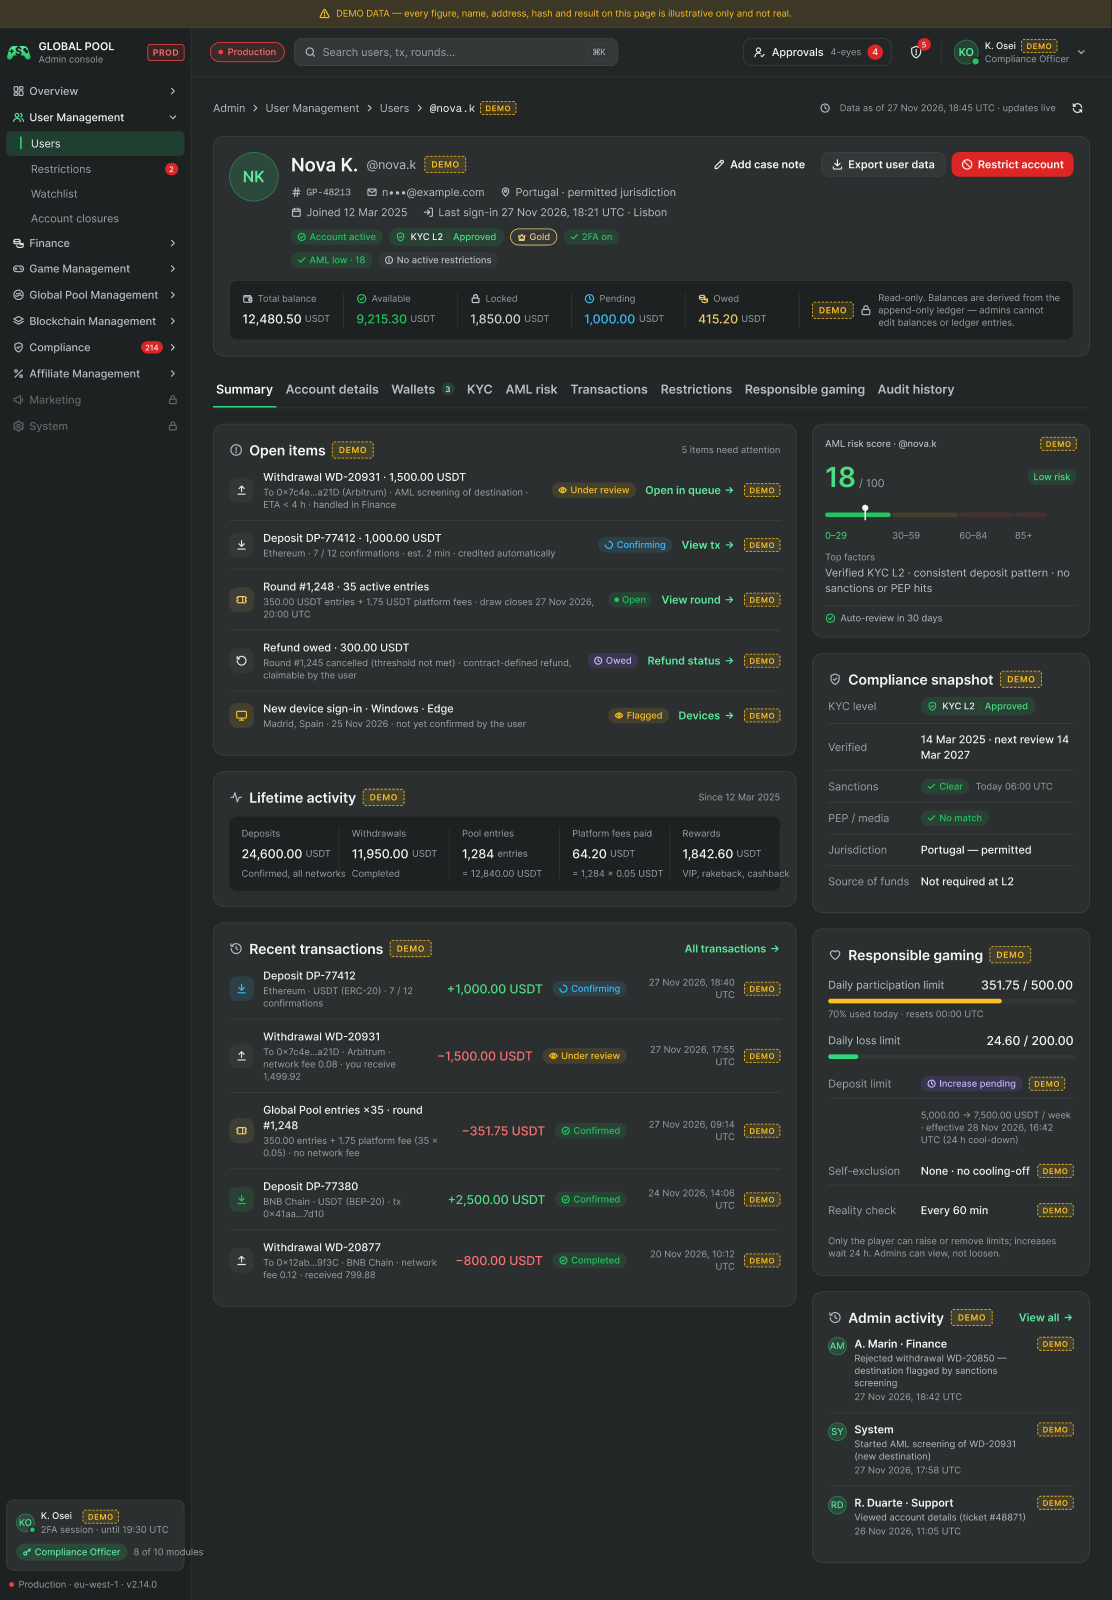 DEMO DATA — every figure, name, address, hash and result on this page is illustrative only and not real.
GLOBAL POOL
Admin console
PROD
Production
Search users, tx, rounds...
⌘K
Approvals 4-eyes 4
5
KO
K. Osei DEMO
Compliance Officer
Overview
User Management
Users
Restrictions 2
Watchlist
Account closures
Finance
Game Management
Global Pool Management
Blockchain Management
Compliance 214
Affiliate Management
Marketing
System
Admin > User Management > Users > @nova.k DEMO
Data as of 27 Nov 2026, 18:45 UTC · updates live
NK
Nova K. @nova.k DEMO
Add case note
Export user data
Restrict account
# GP-48213 n•••@example.com Portugal · permitted jurisdiction
Joined 12 Mar 2025 Last sign-in 27 Nov 2026, 18:21 UTC · Lisbon
Account active KYC L2 Approved Gold 2FA on
AML low · 18 No active restrictions
Total balance
12,480.50 USDT
Available
9,215.30 USDT
Locked
1,850.00 USDT
Pending
1,000.00 USDT
Owed
415.20 USDT
DEMO
Read-only. Balances are derived from the
append-only ledger — admins cannot
edit balances or ledger entries.
Summary Account details Wallets 3 KYC AML risk Transactions Restrictions Responsible gaming Audit history
Open items DEMO
5 items need attention
Withdrawal WD-20931 · 1,500.00 USDT
To 0×7c4e...a21D (Arbitrum) · AML screening of destination ·
ETA < 4 h · handled in Finance
Under review Open in queue → DEMO
Deposit DP-77412 · 1,000.00 USDT
Ethereum · 7 / 12 confirmations · est. 2 min · credited automatically
Confirming View tx → DEMO
Round #1,248 · 35 active entries
350.00 USDT entries + 1.75 USDT platform fees · draw closes 27 Nov 2026,
20:00 UTC
Open View round → DEMO
Refund owed · 300.00 USDT
Round #1,245 cancelled (threshold not met) · contract-defined refund,
claimable by the user
Owed Refund status → DEMO
New device sign-in · Windows · Edge
Madrid, Spain · 25 Nov 2026 · not yet confirmed by the user
Flagged Devices → DEMO
Lifetime activity DEMO
Since 12 Mar 2025
Deposits
24,600.00 USDT
Confirmed, all networks
Withdrawals
11,950.00 USDT
Completed
Pool entries
1,284 entries
= 12,840.00 USDT
Platform fees paid
64.20 USDT
= 1,284 × 0.05 USDT
Rewards
1,842.60 USDT
VIP, rakeback, cashback
Recent transactions DEMO
All transactions →
Deposit DP-77412
Ethereum · USDT (ERC-20) · 7 / 12
confirmations
+1,000.00 USDT Confirming
27 Nov 2026, 18:40
UTC
DEMO
Withdrawal WD-20931
To 0×7c4e...a21D · Arbitrum ·
network fee 0.08 · you receive
1,499.92
−1,500.00 USDT Under review
27 Nov 2026, 17:55
UTC
DEMO
Global Pool entries ×35 · round
#1,248
350.00 entries + 1.75 platform fee (35 ×
0.05) · no network fee
−351.75 USDT Confirmed
27 Nov 2026, 09:14
UTC
DEMO
Deposit DP-77380
BNB Chain · USDT (BEP-20) · tx
0×41aa...7d10
+2,500.00 USDT Confirmed
24 Nov 2026, 14:06
UTC
DEMO
Withdrawal WD-20877
To 0×12ab...9f3C · BNB Chain · network
fee 0.12 · received 799.88
−800.00 USDT Completed
20 Nov 2026, 10:12
UTC
DEMO
AML risk score · @nova.k DEMO
18 / 100
Low risk
0–29 30–59 60–84 85+
Top factors
Verified KYC L2 · consistent deposit pattern · no
sanctions or PEP hits
Auto-review in 30 days
Compliance snapshot DEMO
KYC level KYC L2 Approved
Verified 14 Mar 2025 · next review 14
Mar 2027
Sanctions Clear Today 06:00 UTC
PEP / media No match
Jurisdiction Portugal — permitted
Source of funds Not required at L2
Responsible gaming DEMO
Daily participation limit 351.75 / 500.00
70% used today · resets 00:00 UTC
Daily loss limit 24.60 / 200.00
Deposit limit Increase pending DEMO
5,000.00 → 7,500.00 USDT / week
· effective 28 Nov 2026, 16:42
UTC (24 h cool-down)
Self-exclusion None · no cooling-off DEMO
Reality check Every 60 min DEMO
Only the player can raise or remove limits; increases
wait 24 h. Admins can view, not loosen.
Admin activity DEMO View all →
AM
A. Marin · Finance DEMO
Rejected withdrawal WD-20850 —
destination flagged by sanctions
screening
27 Nov 2026, 18:42 UTC
SY
System DEMO
Started AML screening of WD-20931
(new destination)
27 Nov 2026, 17:58 UTC
RD
R. Duarte · Support DEMO
Viewed account details (ticket #48871)
26 Nov 2026, 11:05 UTC
KO
K. Osei DEMO
2FA session · until 19:30 UTC
Compliance Officer 8 of 10 modules
Production · eu-west-1 · v2.14.0